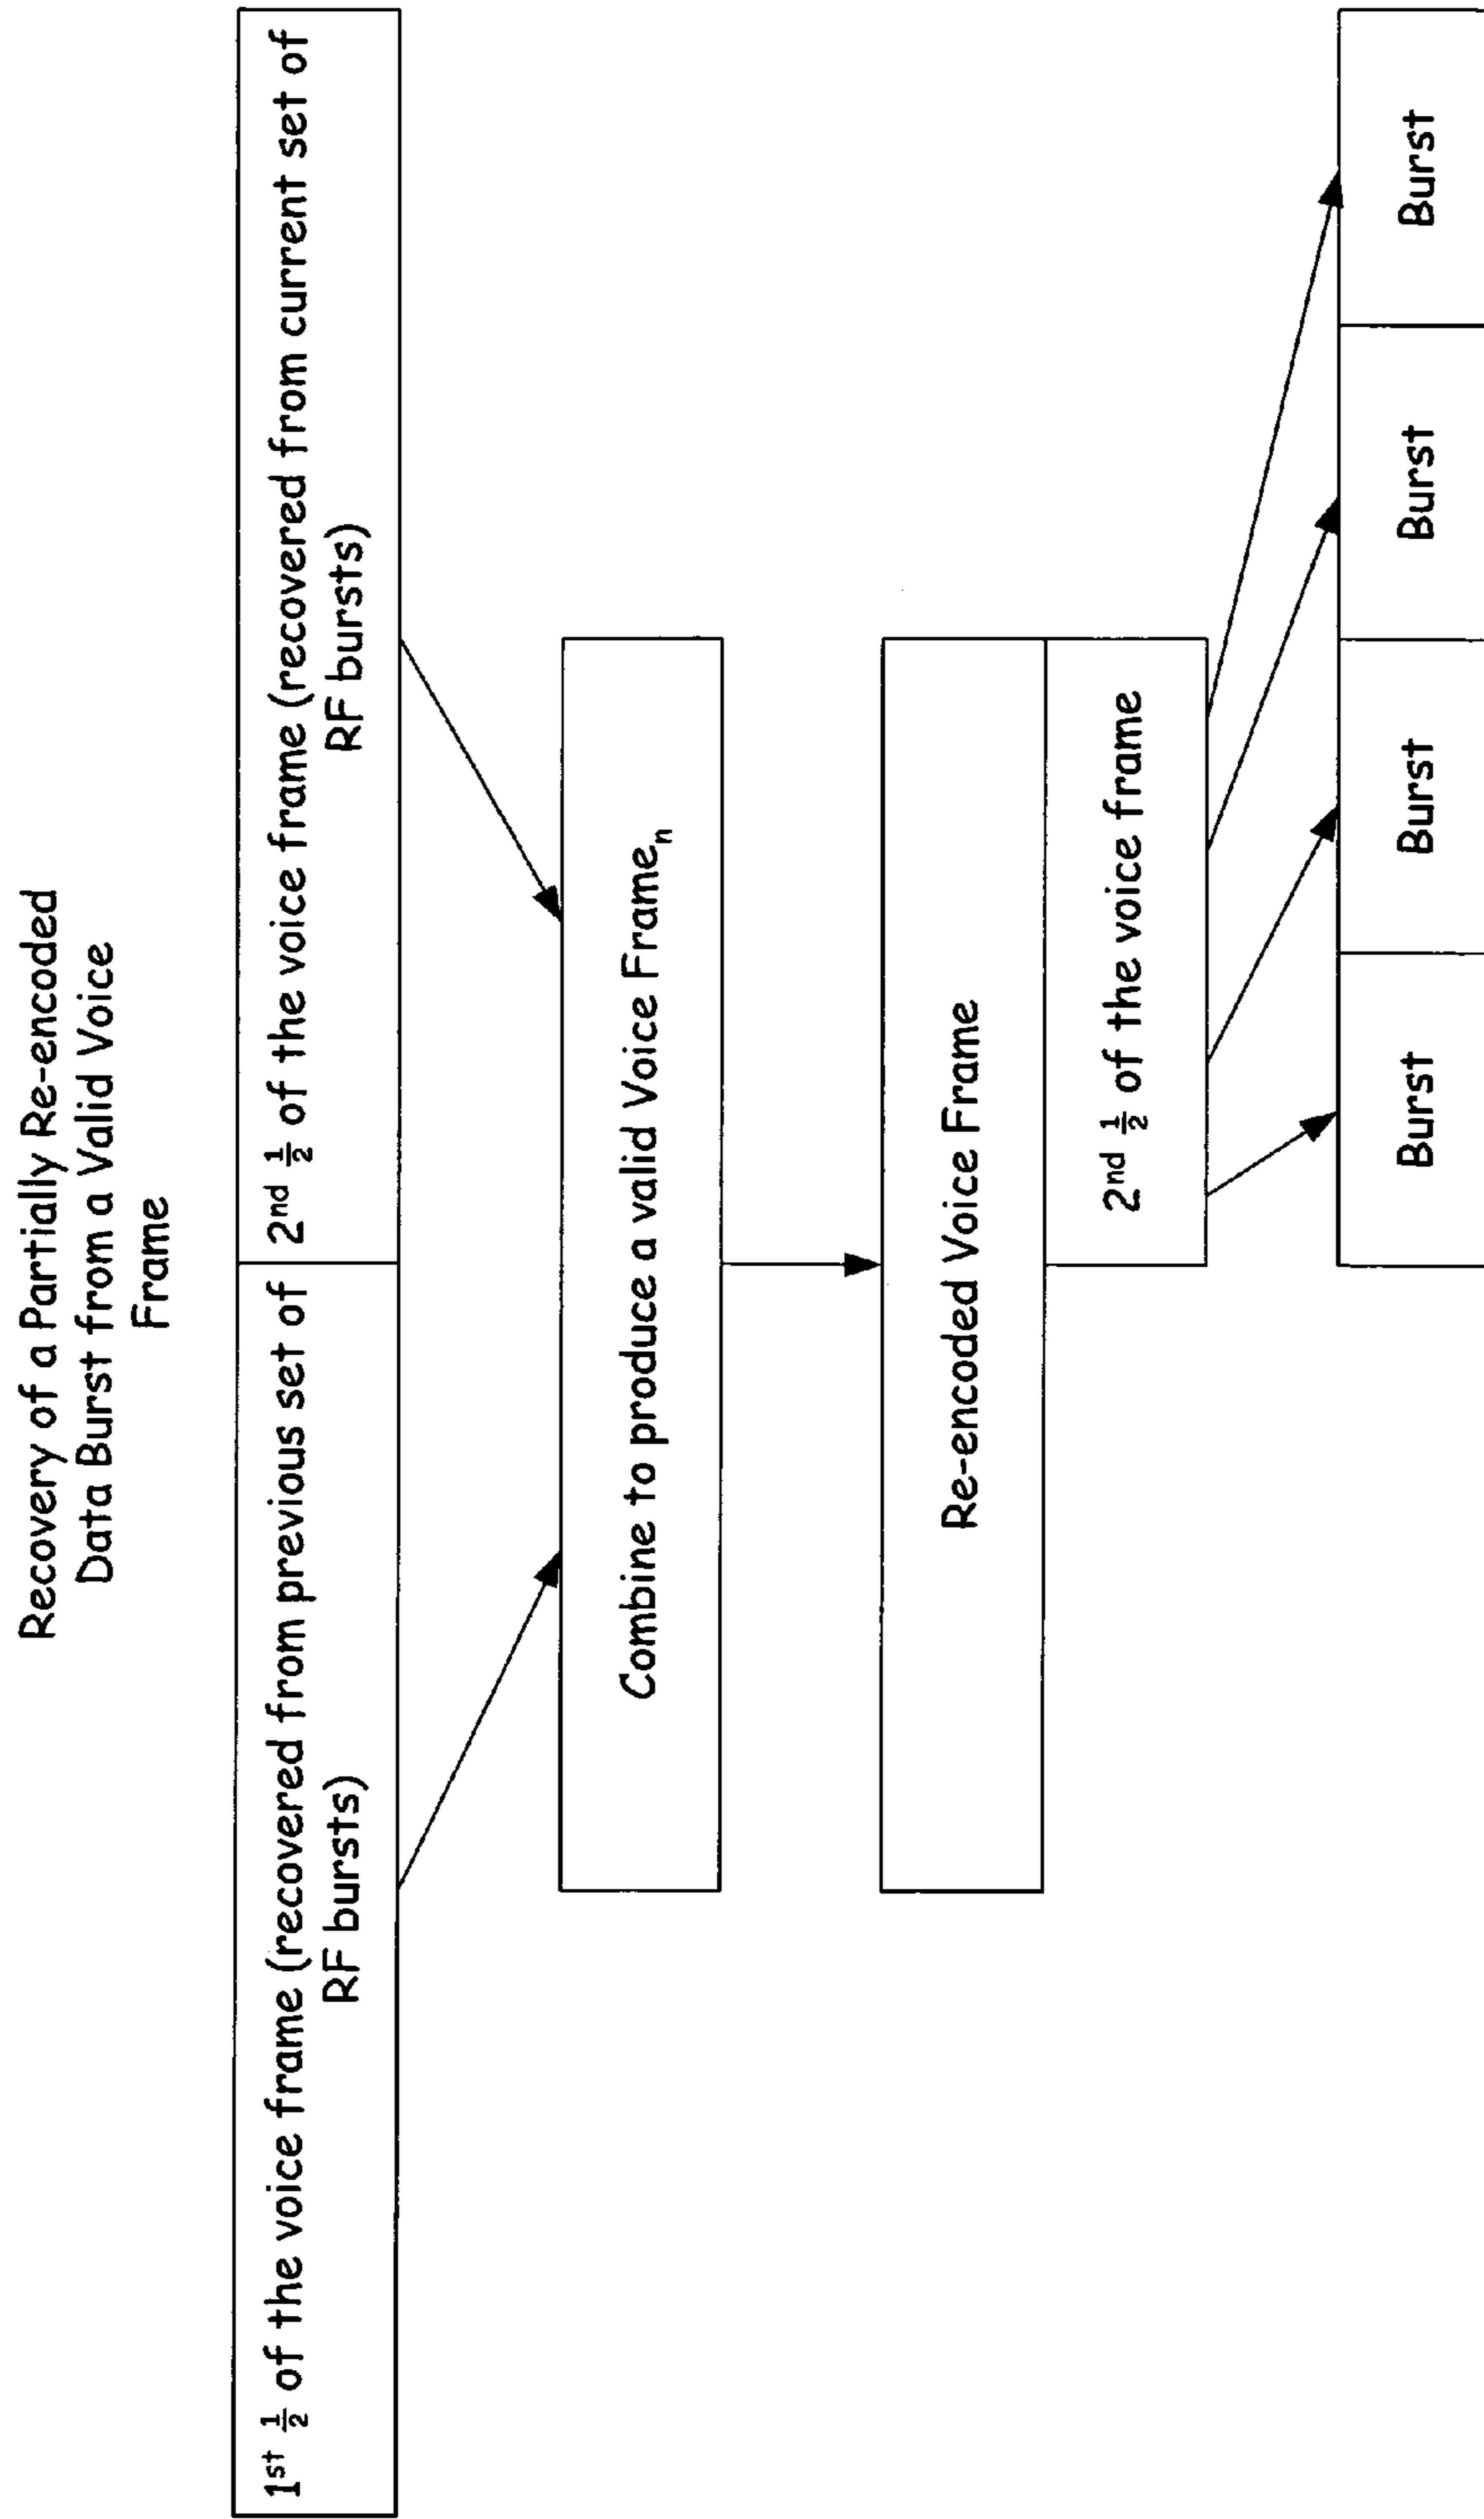 Recovery of a Partially Re-encoded
Data Burst from a Valid Voice
Frame
1st ½ of the voice frame (recovered from previous set of
RF bursts)
2nd ½ of the voice frame (recovered from current set of
RF bursts)
Combine to produce a valid Voice Framen
Re-encoded Voice Frame
2nd ½ of the voice frame
Burst
Burst
Burst
Burst